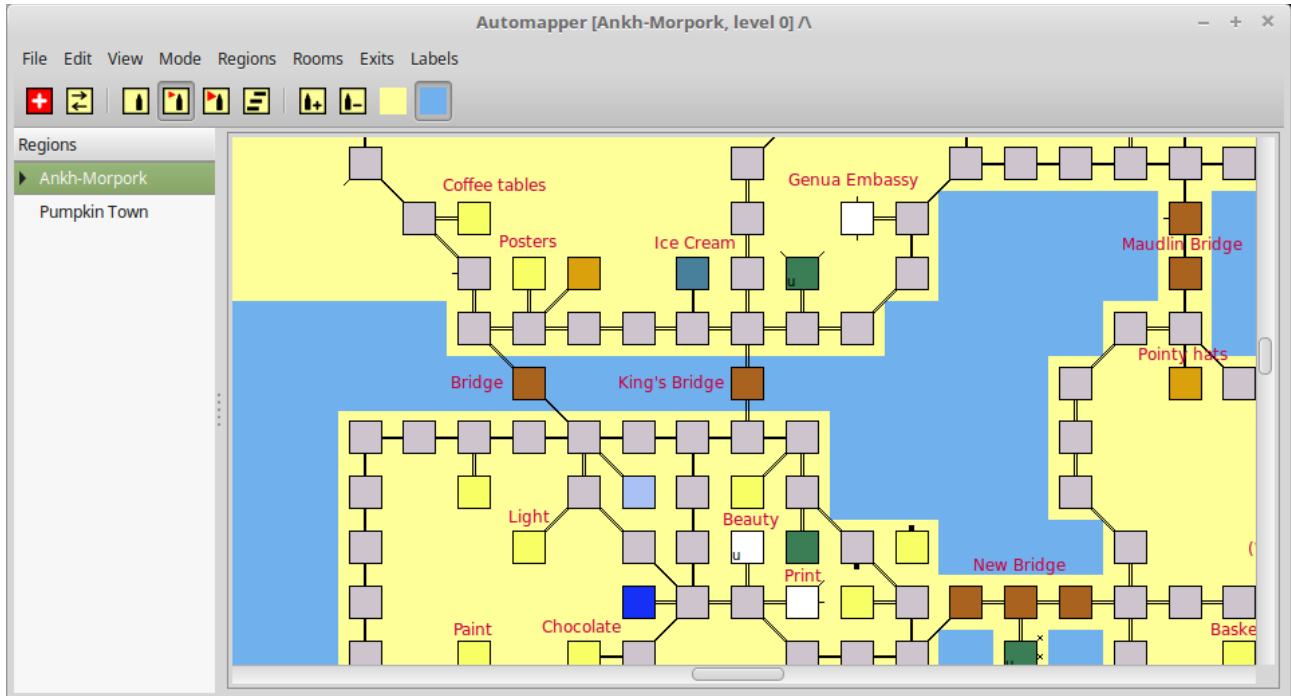 Automapper [Ankh-Morpork, level 0] /\
File Edit View Mode Regions Rooms Exits Labels
Regions
Ankh-Morpork
Pumpkin Town
Coffee tables
Genua Embassy
Posters
Ice Cream
Maudlin Bridge
u
Pointy hats
Bridge
King's Bridge
Light
Beauty
u
Print
New Bridge
(
Paint
Chocolate
Baske
u